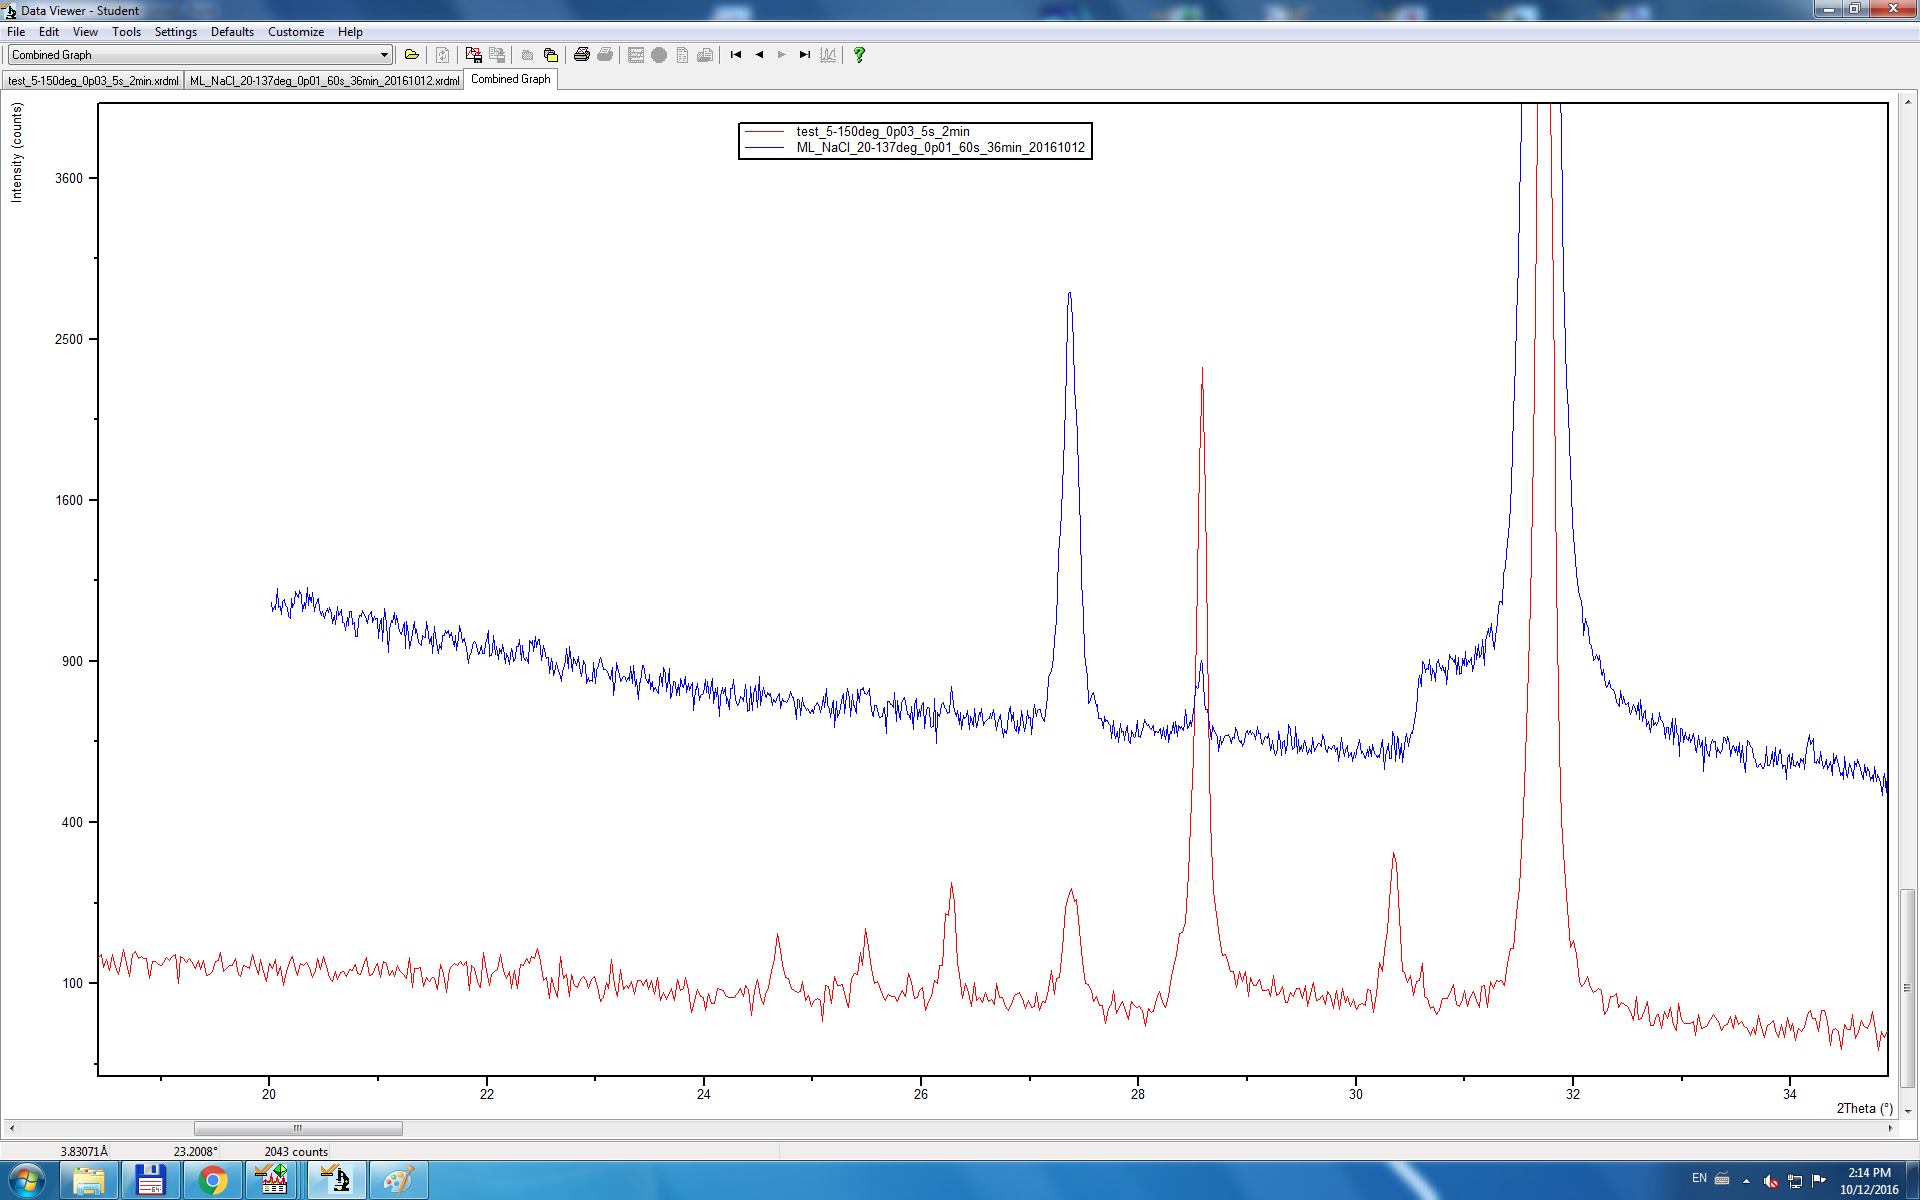 Data Viewer - Student
File Edit View Tools Settings Defaults Customize Help
Combined Graph
test_5-150deg_0p03_5s_2min.xrdml ML_NaCl_20-137deg_0p01_60s_36min_20161012.xrdml Combined Graph
Intensity (counts)
test_5-150deg_0p03_5s_2min
ML_NaCl_20-137deg_0p01_60s_36min_20161012
3600
2500
1600
900
400
100
20 22 24 26 28 30 32 34
2Theta (°)
3.83071Å 23.2008° 2043 counts
EN
2:14 PM
10/12/2016